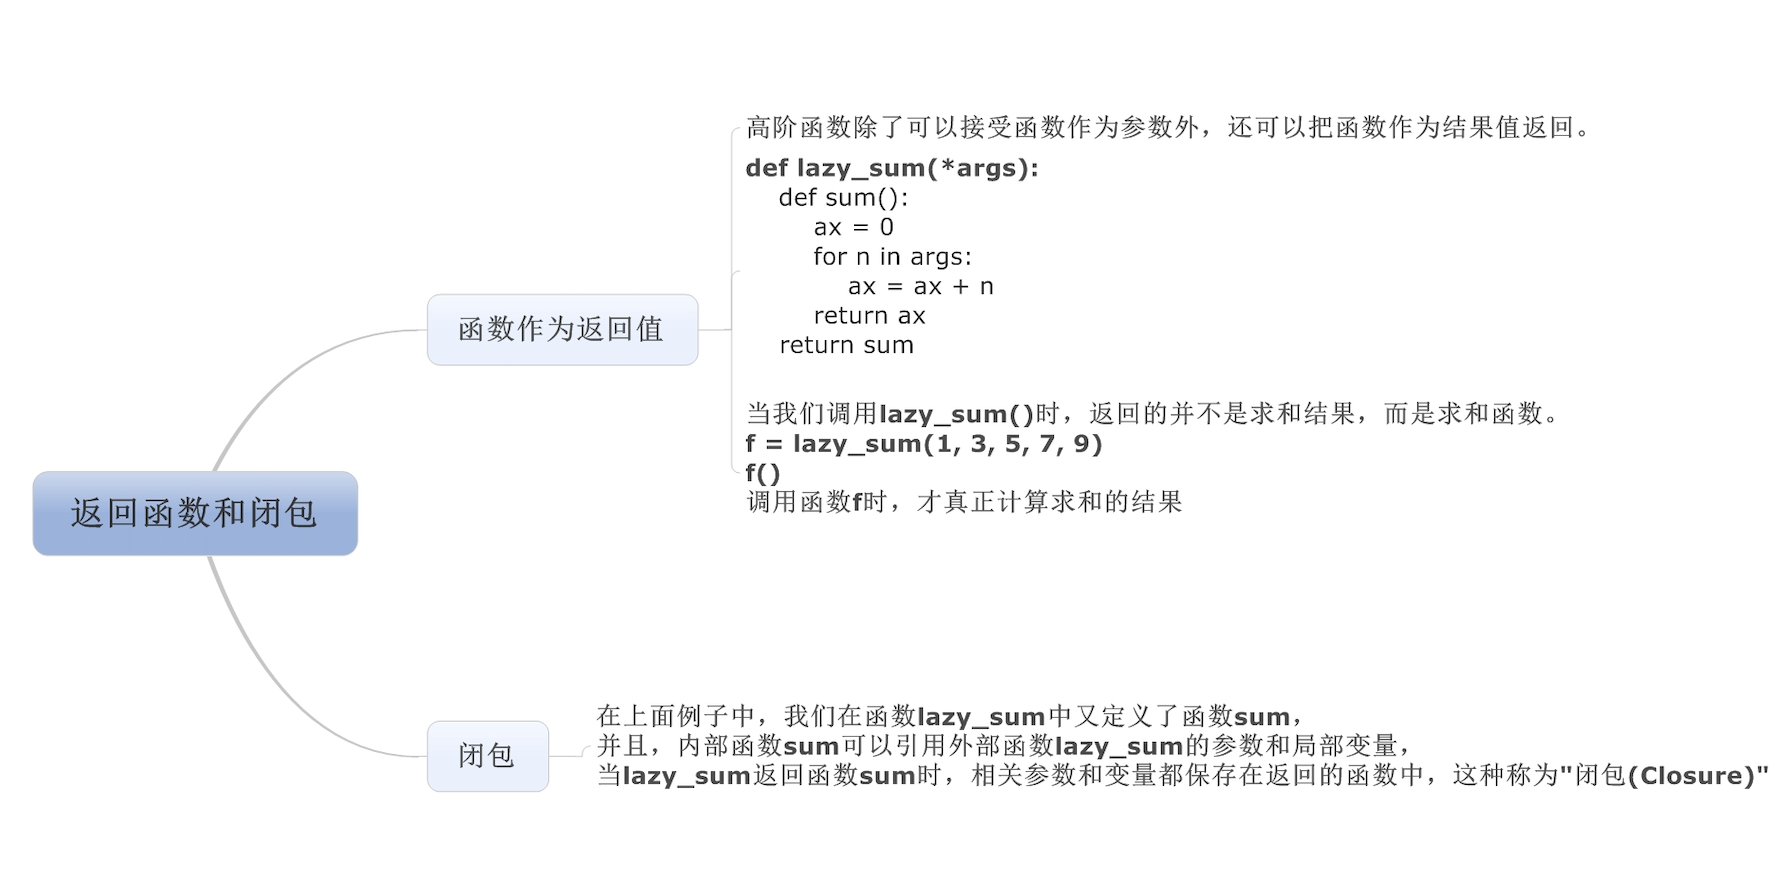 返回函数和闭包
函数作为返回值
高阶函数除了可以接受函数作为参数外，还可以把函数作为结果值返回。
def lazy_sum(*args):
    def sum():
        ax = 0
        for n in args:
            ax = ax + n
        return ax
    return sum
当我们调用lazy_sum()时，返回的并不是求和结果，而是求和函数。
f = lazy_sum(1, 3, 5, 7, 9)
f()
调用函数f时，才真正计算求和的结果
闭包
在上面例子中，我们在函数lazy_sum中又定义了函数sum，
并且，内部函数sum可以引用外部函数lazy_sum的参数和局部变量，
当lazy_sum返回函数sum时，相关参数和变量都保存在返回的函数中，这种称为"闭包(Closure)"